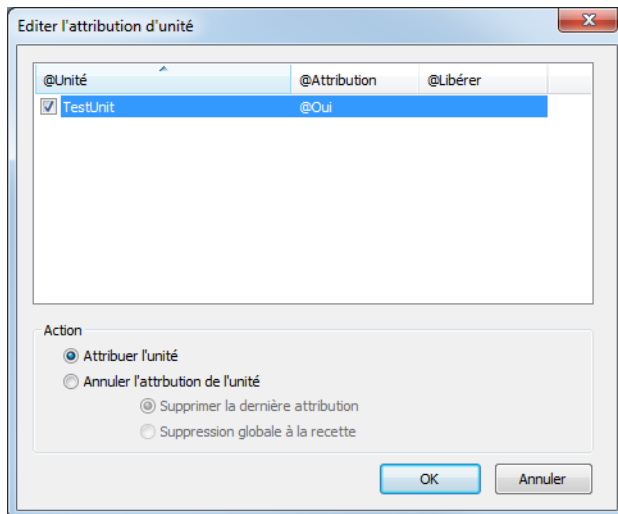 Editer l'attribution d'unité
@Unité @Attribution @Libérer
TestUnit @Oui
Action
Attribuer l'unité
Annuler l'attrbution de l'unité
Supprimer la dernière attribution
Suppression globale à la recette
OK Annuler